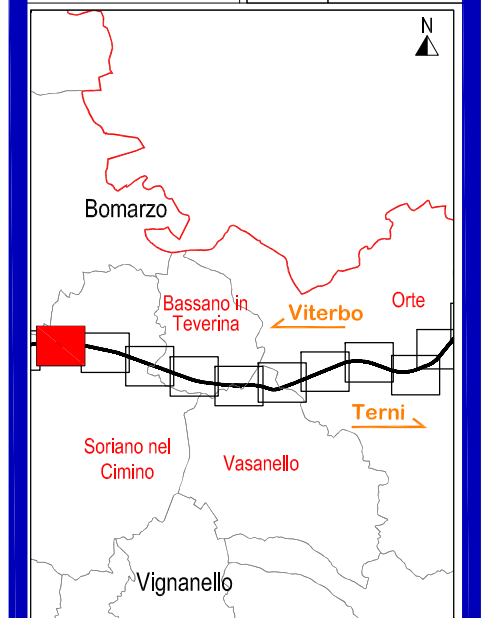 N
Bomarzo
Bassano in
Teverina
Viterbo
Orte
Terni
Soriano nel
Cimino
Vasanello
Vignanello